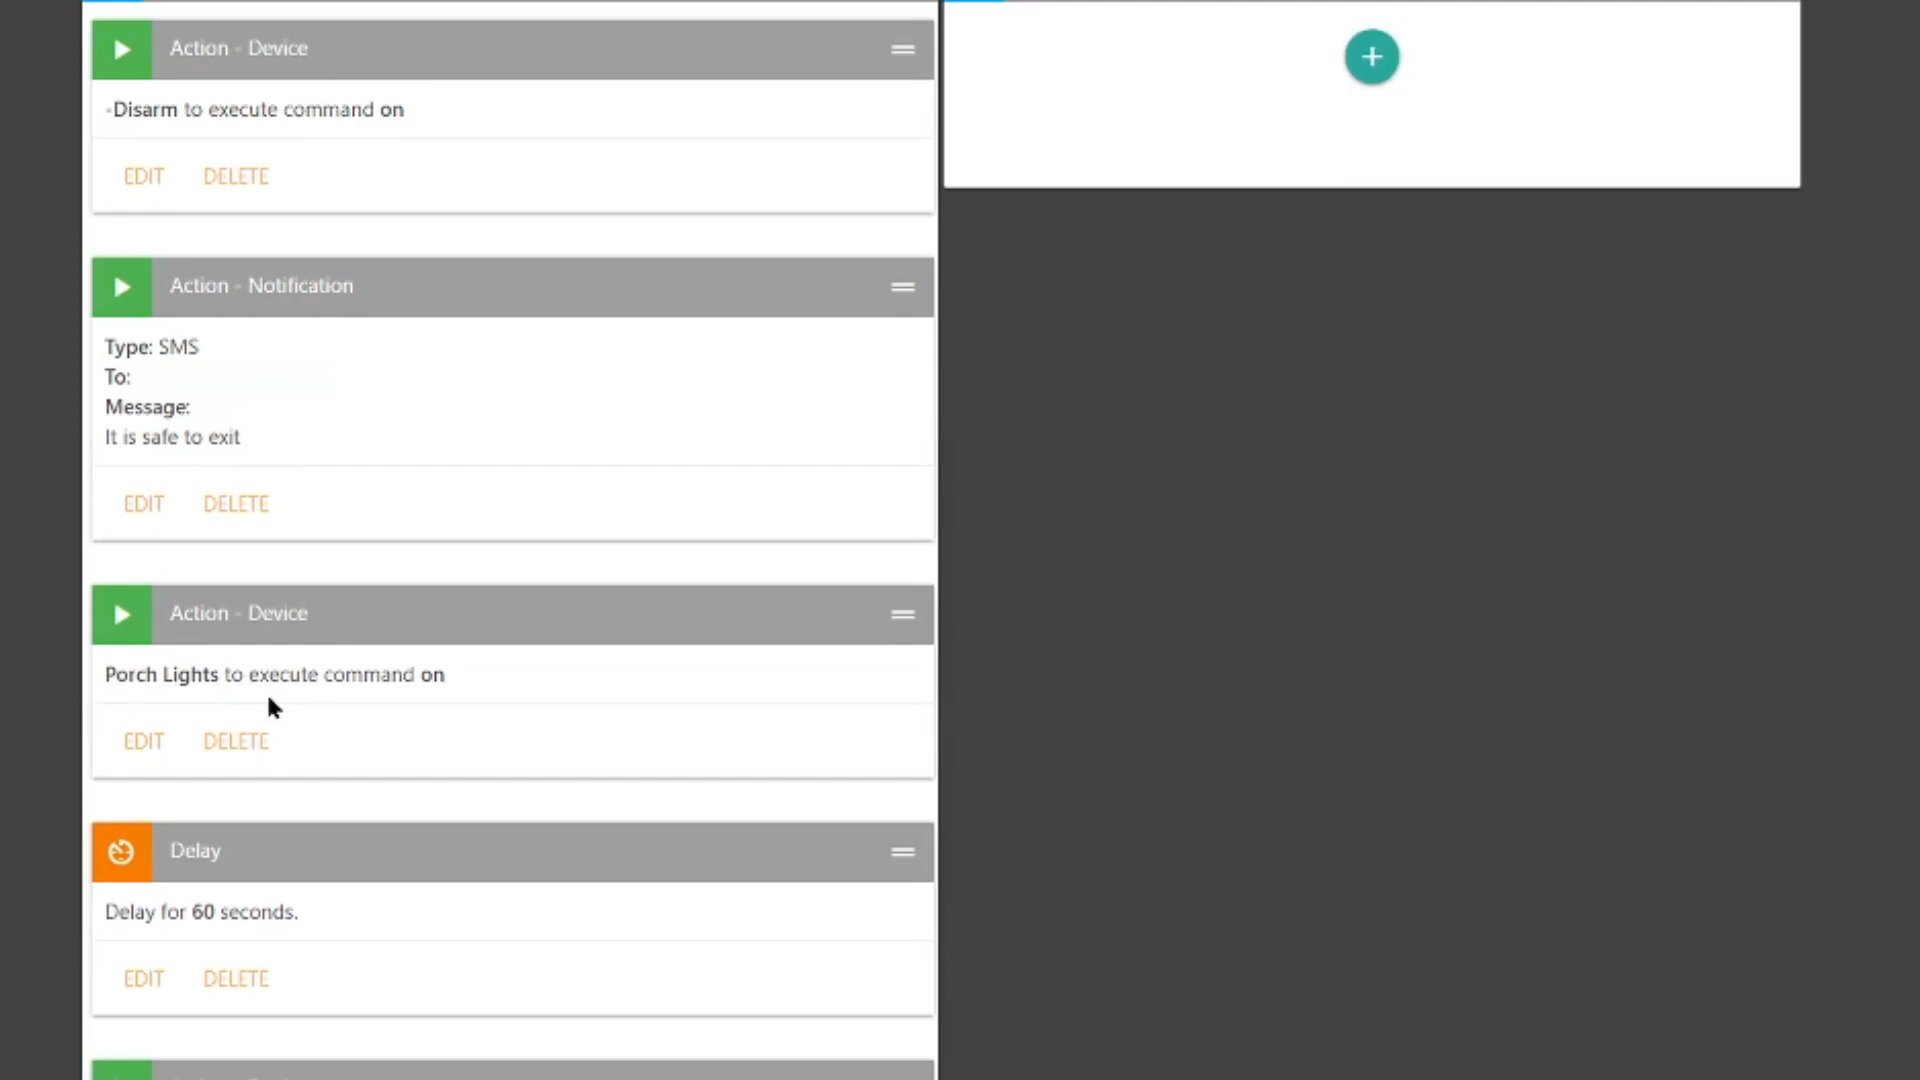 Action - Device
-Disarm to execute command on
EDIT DELETE
Action - Notification
Type: SMS
To:
Message:
It is safe to exit
EDIT DELETE
Action - Device
Porch Lights to execute command on
EDIT DELETE
Delay
Delay for 60 seconds.
EDIT DELETE